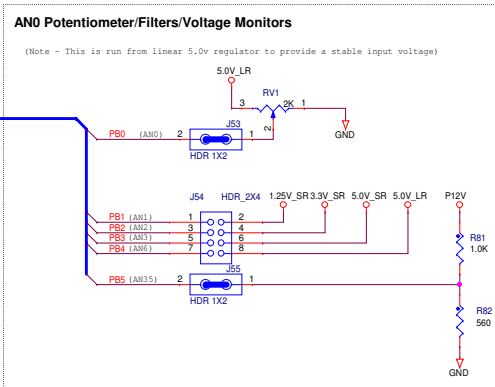 AN0 Potentiometer/Filters/Voltage Monitors
(Note - This is run from linear 5.0v regulator to provide a stable input voltage)
5.0V_LR
RV1
3 2K 1
2
GND
J53
PB0 (AN0) 2 1
HDR 1X2
J54 HDR_2X4 1.25V_SR 3.3V_SR 5.0V_SR 5.0V_LR P12V
PB1 (AN1) 1 2
PB2 (AN2) 3 4
PB3 (AN3) 5 6
PB4 (AN6) 7 8
R81
1.0K
J55
PB5 (AN35) 2 1
HDR 1X2
R82
560
GND